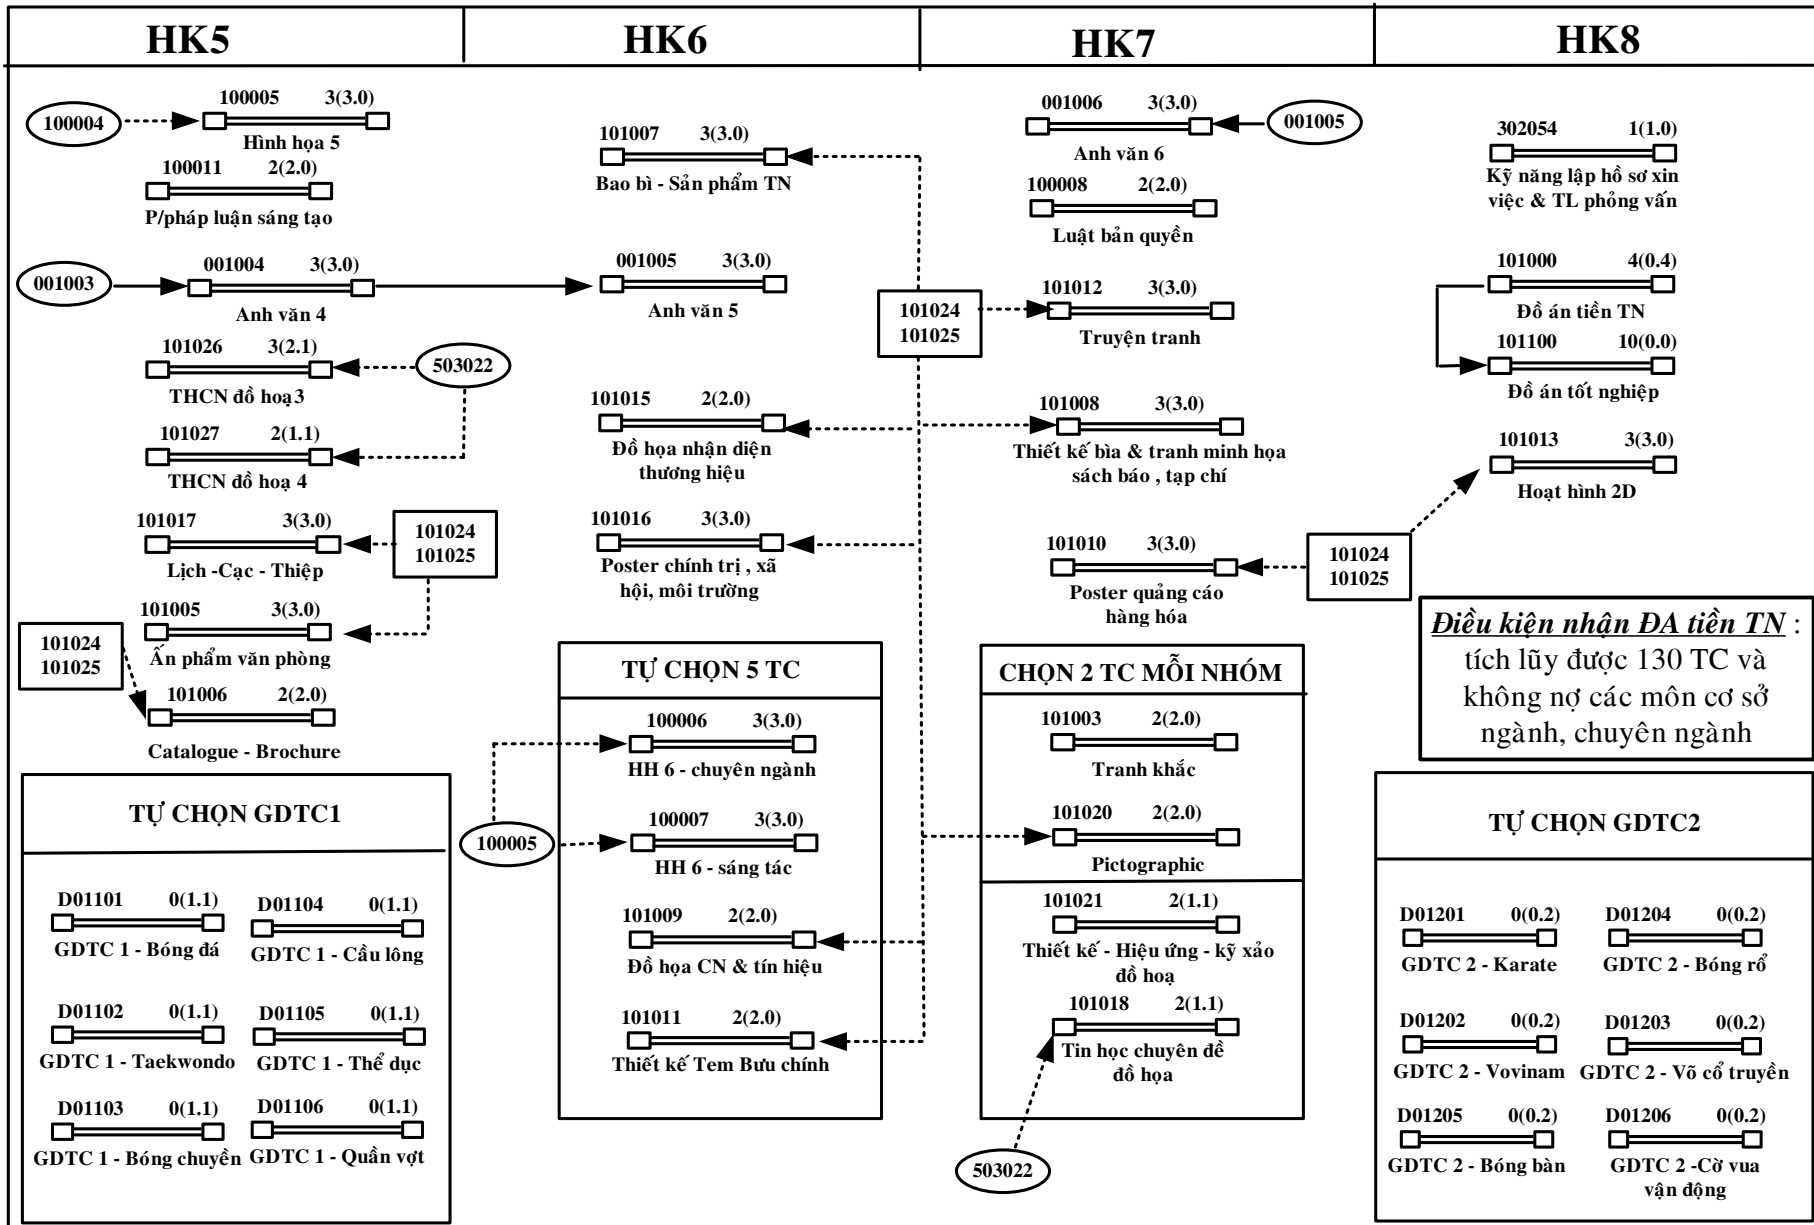 HK5
HK6
HK7
HK8
100004
100005 3(3.0)
Hình họa 5
100011 2(2.0)
P/pháp luận sáng tạo
001003
001004 3(3.0)
Anh văn 4
101026 3(2.1)
THCN đồ hoạ3
503022
101027 2(1.1)
THCN đồ hoạ 4
101017 3(3.0)
Lịch -Cạc - Thiệp
101024
101025
101005 3(3.0)
Ấn phẩm văn phòng
101024
101025
101006 2(2.0)
Catalogue - Brochure
TỰ CHỌN GDTC1
D01101 0(1.1)
GDTC 1 - Bóng đá
D01104 0(1.1)
GDTC 1 - Cầu lông
D01102 0(1.1)
GDTC 1 - Taekwondo
D01105 0(1.1)
GDTC 1 - Thể dục
D01103 0(1.1)
GDTC 1 - Bóng chuyền
D01106 0(1.1)
GDTC 1 - Quần vợt
101007 3(3.0)
Bao bì - Sản phẩm TN
001005 3(3.0)
Anh văn 5
101024
101025
101015 2(2.0)
Đồ họa nhận diện
thương hiệu
101016 3(3.0)
Poster chính trị , xã
hội, môi trường
TỰ CHỌN 5 TC
100006 3(3.0)
HH 6 - chuyên ngành
100005
100007 3(3.0)
HH 6 - sáng tác
101009 2(2.0)
Đồ họa CN & tín hiệu
101011 2(2.0)
Thiết kế Tem Bưu chính
001006 3(3.0)
Anh văn 6
001005
100008 2(2.0)
Luật bản quyền
101012 3(3.0)
Truyện tranh
101008 3(3.0)
Thiết kế bìa & tranh minh họa
sách báo , tạp chí
101010 3(3.0)
Poster quảng cáo
hàng hóa
101024
101025
CHỌN 2 TC MỖI NHÓM
101003 2(2.0)
Tranh khắc
101020 2(2.0)
Pictographic
101021 2(1.1)
Thiết kế - Hiệu ứng - kỹ xảo
đồ hoạ
101018 2(1.1)
Tin học chuyên đề
đồ họa
503022
302054 1(1.0)
Kỹ năng lập hồ sơ xin
việc & TL phỏng vấn
101000 4(0.4)
Đồ án tiền TN
101100 10(0.0)
Đồ án tốt nghiệp
101013 3(3.0)
Hoạt hình 2D
Điều kiện nhận ĐA tiền TN :
tích lũy được 130 TC và
không nợ các môn cơ sở
ngành, chuyên ngành
TỰ CHỌN GDTC2
D01201 0(0.2)
GDTC 2 - Karate
D01204 0(0.2)
GDTC 2 - Bóng rổ
D01202 0(0.2)
GDTC 2 - Vovinam
D01203 0(0.2)
GDTC 2 - Võ cổ truyền
D01205 0(0.2)
GDTC 2 - Bóng bàn
D01206 0(0.2)
GDTC 2 -Cờ vua
vận động